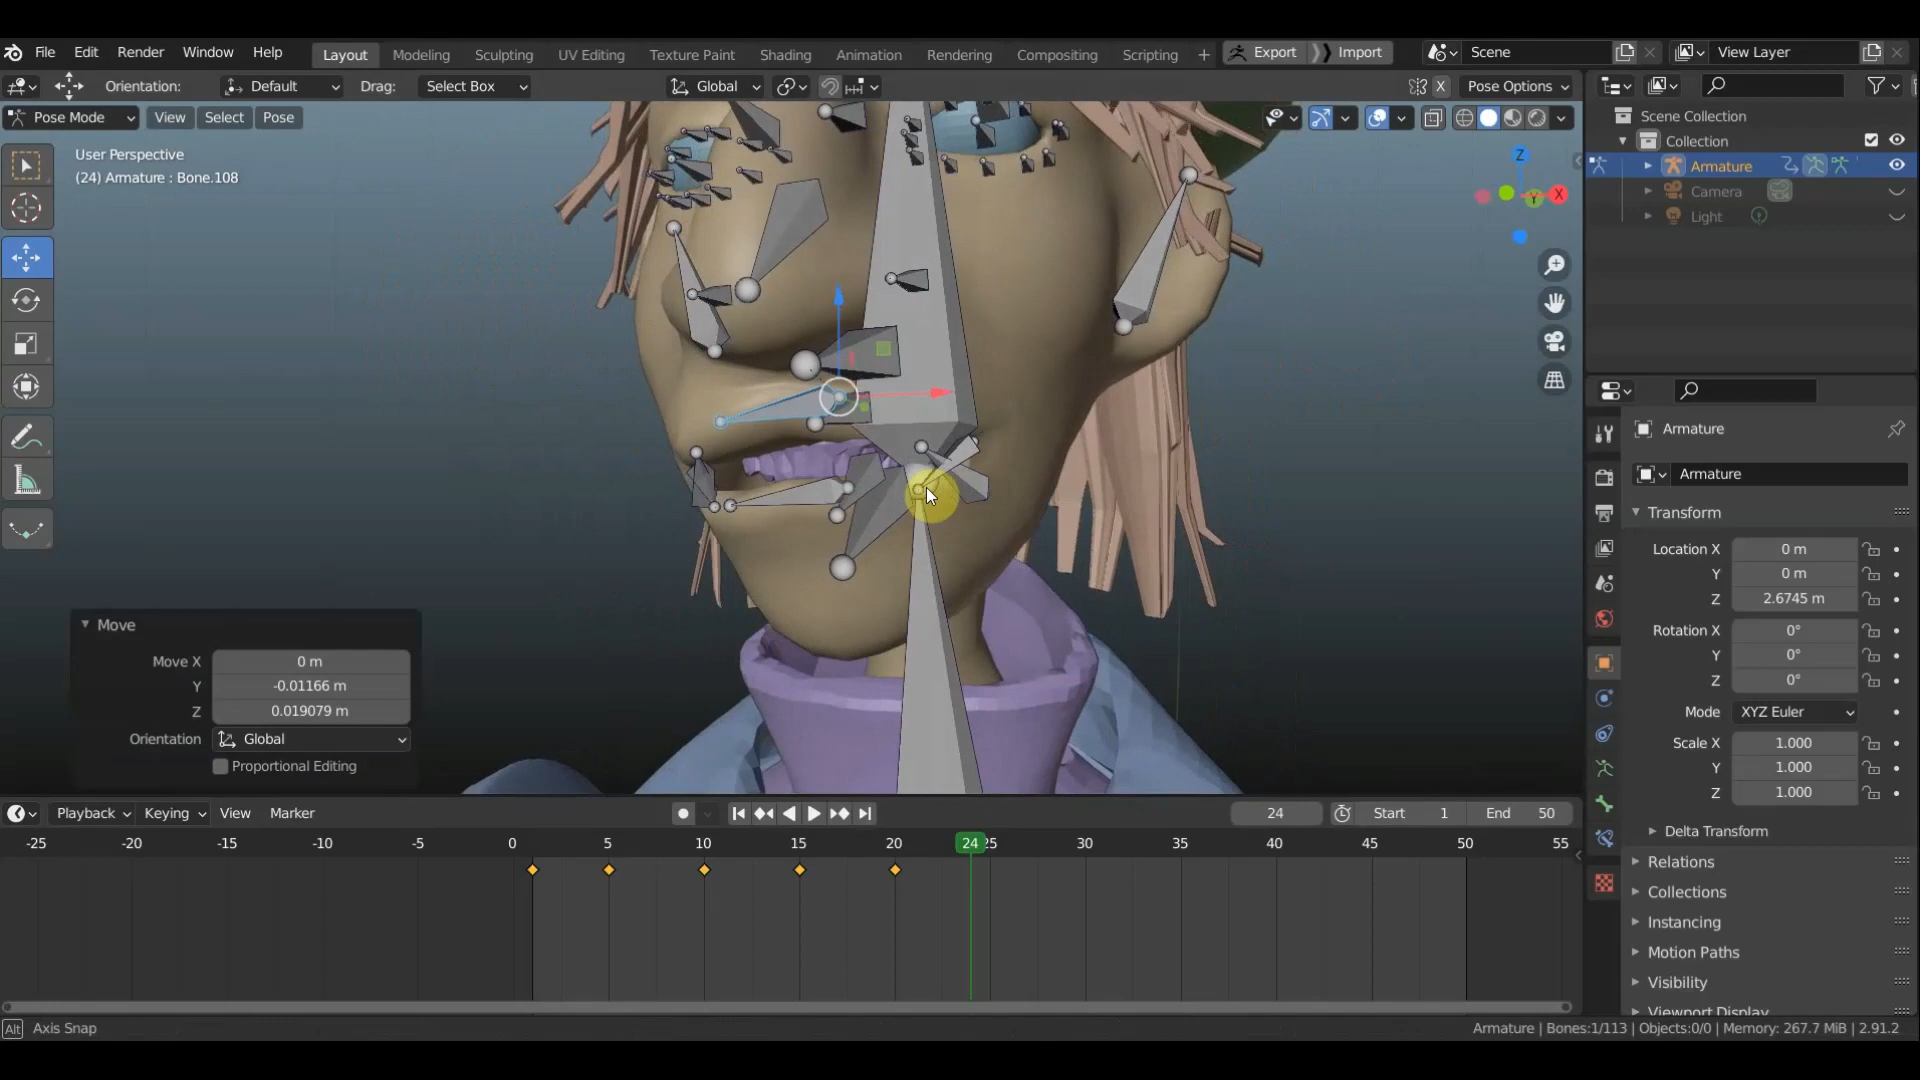 File Edit Render Window Help Layout Modeling Sculpting UV Editing Texture Paint Shading Animation Rendering Compositing Scripting + Export Import Scene View Layer
Orientation: Default Drag: Select Box Global X Pose Options
Pose Mode View Select Pose
Scene Collection
Collection
User Perspective
(24) Armature : Bone.108
Armature
Camera
Light
Z
X
Y
Armature
Armature
Transform
Location X 0 m
Y 0 m
Z 2.6745 m
Rotation X 0°
Y 0°
Z 0°
Mode XYZ Euler
Scale X 1.000
Y 1.000
Z 1.000
Delta Transform
Relations
Collections
Instancing
Motion Paths
Visibility
Viewport Display
Move
Move X 0 m
Y -0.01166 m
Z 0.019079 m
Orientation Global
Proportional Editing
Playback Keying View Marker 24 Start 1 End 50
-25 -20 -15 -10 -5 0 5 10 15 20 24 25 30 35 40 45 50 55
Alt Axis Snap Armature | Bones:1/113 | Objects:0/0 | Memory: 267.7 MiB | 2.91.2